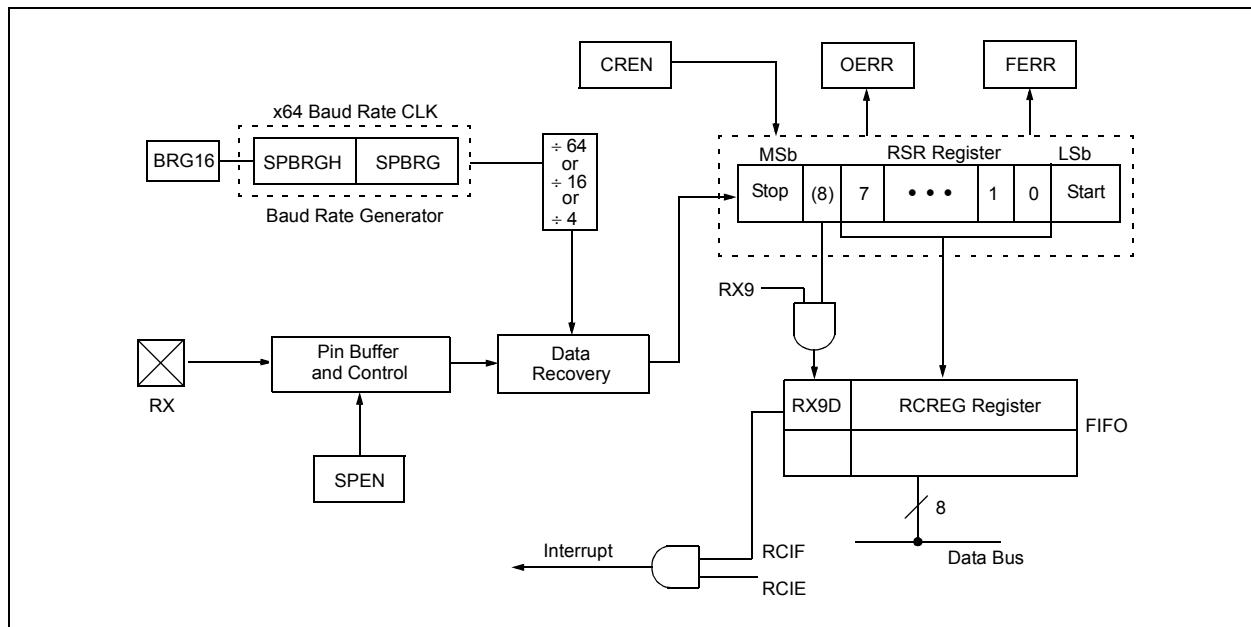 CREN
OERR
FERR
x64 Baud Rate CLK
BRG16
SPBRGH
SPBRG
Baud Rate Generator
÷ 64
or
÷ 16
or
÷ 4
MSb
RSR Register
LSb
Stop
(8)
7
• • •
1
0
Start
RX9
RX
Pin Buffer
and Control
Data
Recovery
SPEN
RX9D
RCREG Register
FIFO
8
Data Bus
Interrupt
RCIF
RCIE